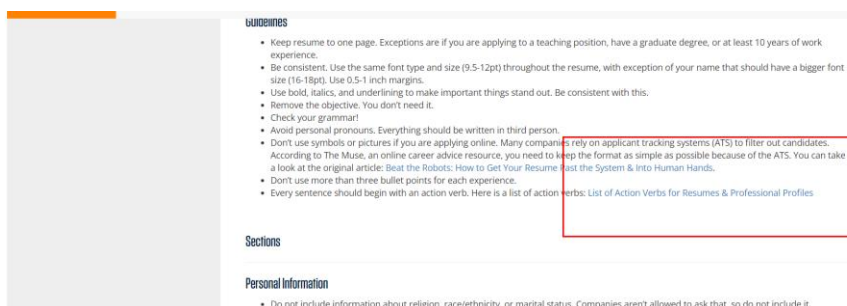 Guidelines
• Keep resume to one page. Exceptions are if you are applying to a teaching position, have a graduate degree, or at least 10 years of work
experience.
• Be consistent. Use the same font type and size (9.5-12pt) throughout the resume, with exception of your name that should have a bigger font
size (16-18pt). Use 0.5-1 inch margins.
• Use bold, italics, and underlining to make important things stand out. Be consistent with this.
• Remove the objective. You don't need it.
• Check your grammar!
• Avoid personal pronouns. Everything should be written in third person.
• Don't use symbols or pictures if you are applying online. Many companies rely on applicant tracking systems (ATS) to filter out candidates.
According to The Muse, an online career advice resource, you need to keep the format as simple as possible because of the ATS. You can take
a look at the original article: Beat the Robots: How to Get Your Resume Past the System & Into Human Hands.
• Don't use more than three bullet points for each experience.
• Every sentence should begin with an action verb. Here is a list of action verbs: List of Action Verbs for Resumes & Professional Profiles
Sections
Personal Information
• Do not include information about religion, race/ethnicity, or marital status. Companies aren't allowed to ask that, so do not include it.